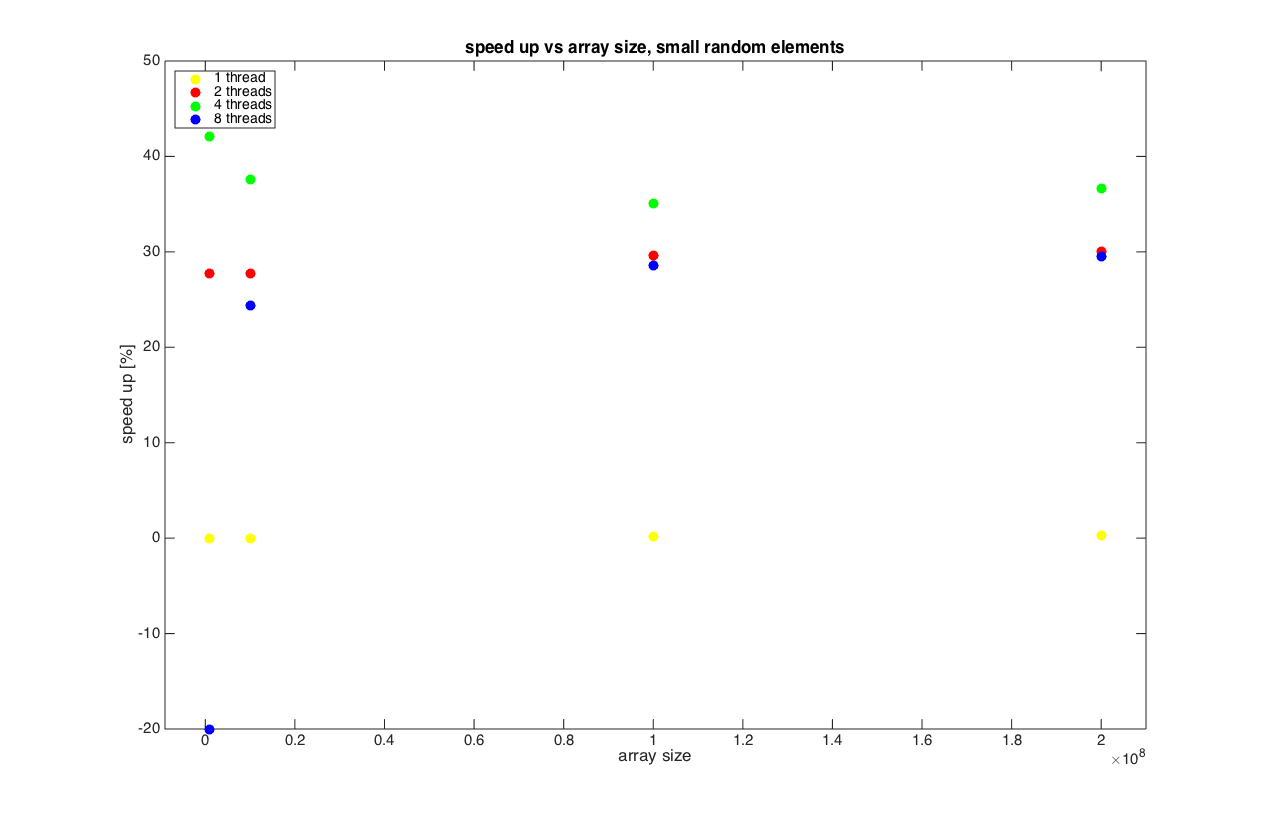 speed up vs array size, small random elements
50
1 thread
2 threads
4 threads
8 threads
40
30
20
10
0
-10
-20
speed up [%]
0 0.2 0.4 0.6 0.8 1 1.2 1.4 1.6 1.8 2
array size
×10⁸